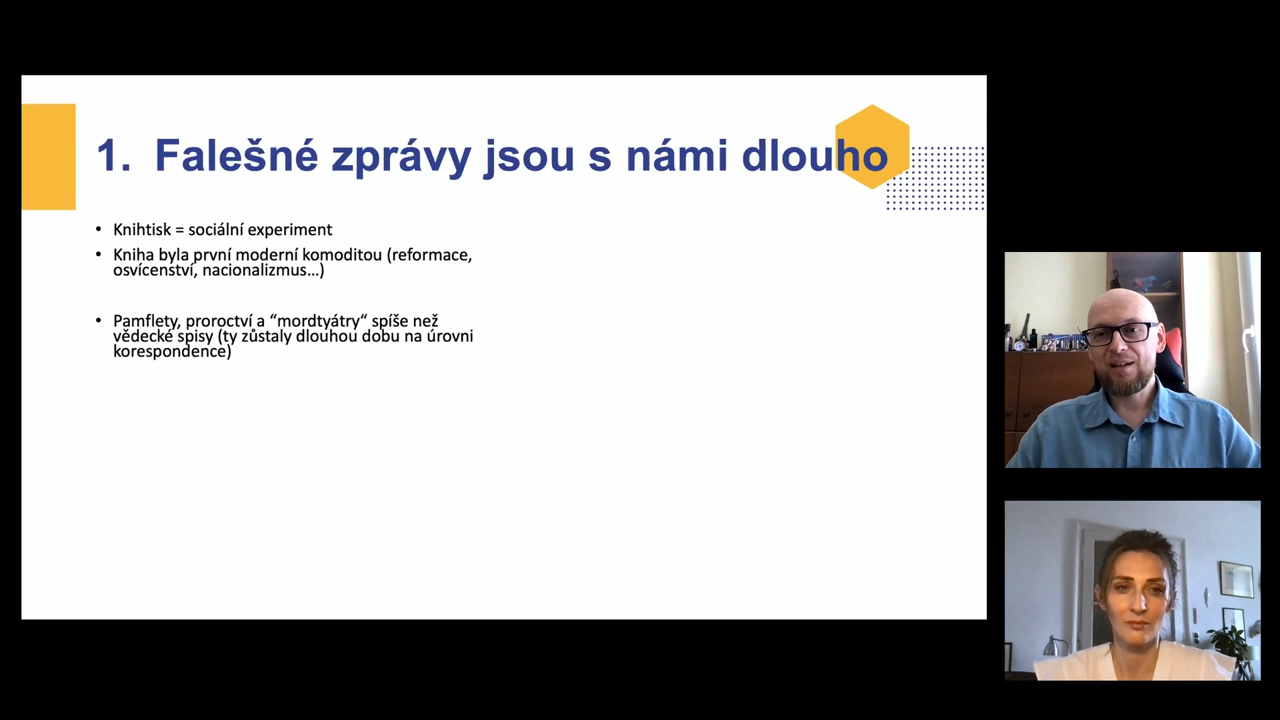 1. Falešné zprávy jsou s námi dlouho
• Knihtisk = sociální experiment
• Kniha byla první moderní komoditou (reformace,
osvícenství, nacionalizmus…)
• Pamflety, proroctví a “mordtyátry“ spíše než
vědecké spisy (ty zůstaly dlouhou dobu na úrovni
korespondence)